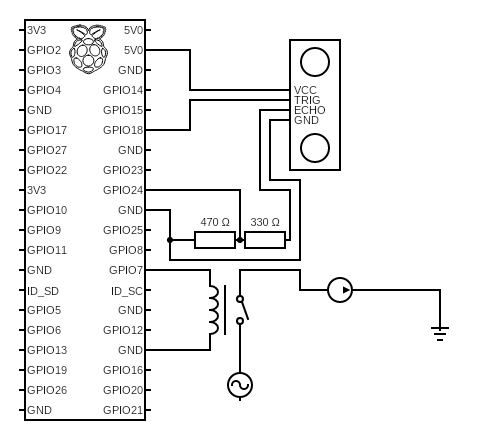 3V3 5V0
GPIO2 5V0
GPIO3 GND
GPIO4 GPIO14
GND GPIO15
GPIO17 GPIO18
GPIO27 GND
GPIO22 GPIO23
3V3 GPIO24
GPIO10 GND
GPIO9 GPIO25
GPIO11 GPIO8
GND GPIO7
ID_SD ID_SC
GPIO5 GND
GPIO6 GPIO12
GPIO13 GND
GPIO19 GPIO16
GPIO26 GPIO20
GND GPIO21
VCC
TRIG
ECHO
GND
470 Ω 330 Ω